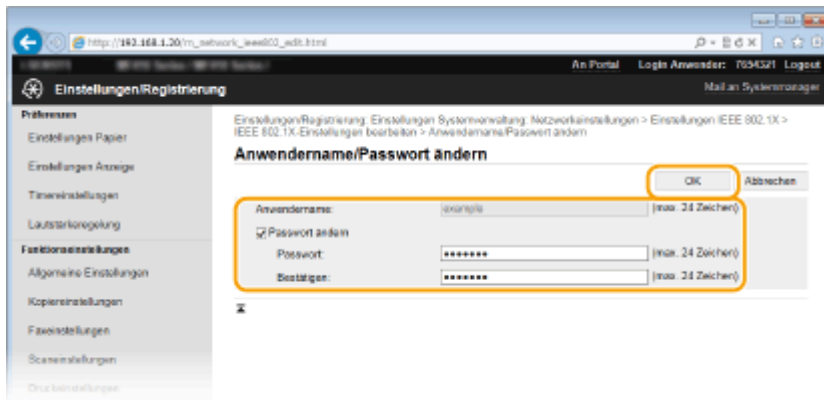 http://192.168.1.20/m_network_ieee802_edit.html
An Portal Login Anwender: 7654321 Logout
Einstellungen/Registrierung
Mail an Systemmanager
Präferenzen
Einstellungen Papier
Einstellungen Anzeige
Timereinstellungen
Lautstärkeregelung
Funktionseinstellungen
Allgemeine Einstellungen
Kopiereinstellungen
Faxeinstellungen
Scaneinstellungen
Druckeinstellungen
Einstellungen/Registrierung: Einstellungen Systemverwaltung: Netzwerkeinstellungen > Einstellungen IEEE 802.1X >
IEEE 802.1X-Einstellungen bearbeiten > Anwendername/Passwort ändern
Anwendername/Passwort ändern
OK Abbrechen
Anwendername: example (max. 24 Zeichen)
Passwort ändern
Passwort: ••••••• (max. 24 Zeichen)
Bestätigen: ••••••• (max. 24 Zeichen)